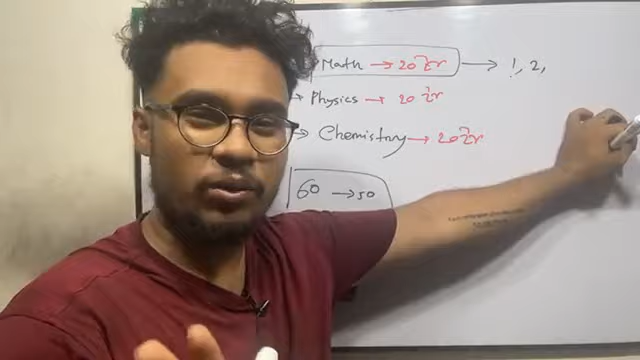 Math → 20 → 1, 2,
Physics → 20
Chemistry → 20
60 → 50